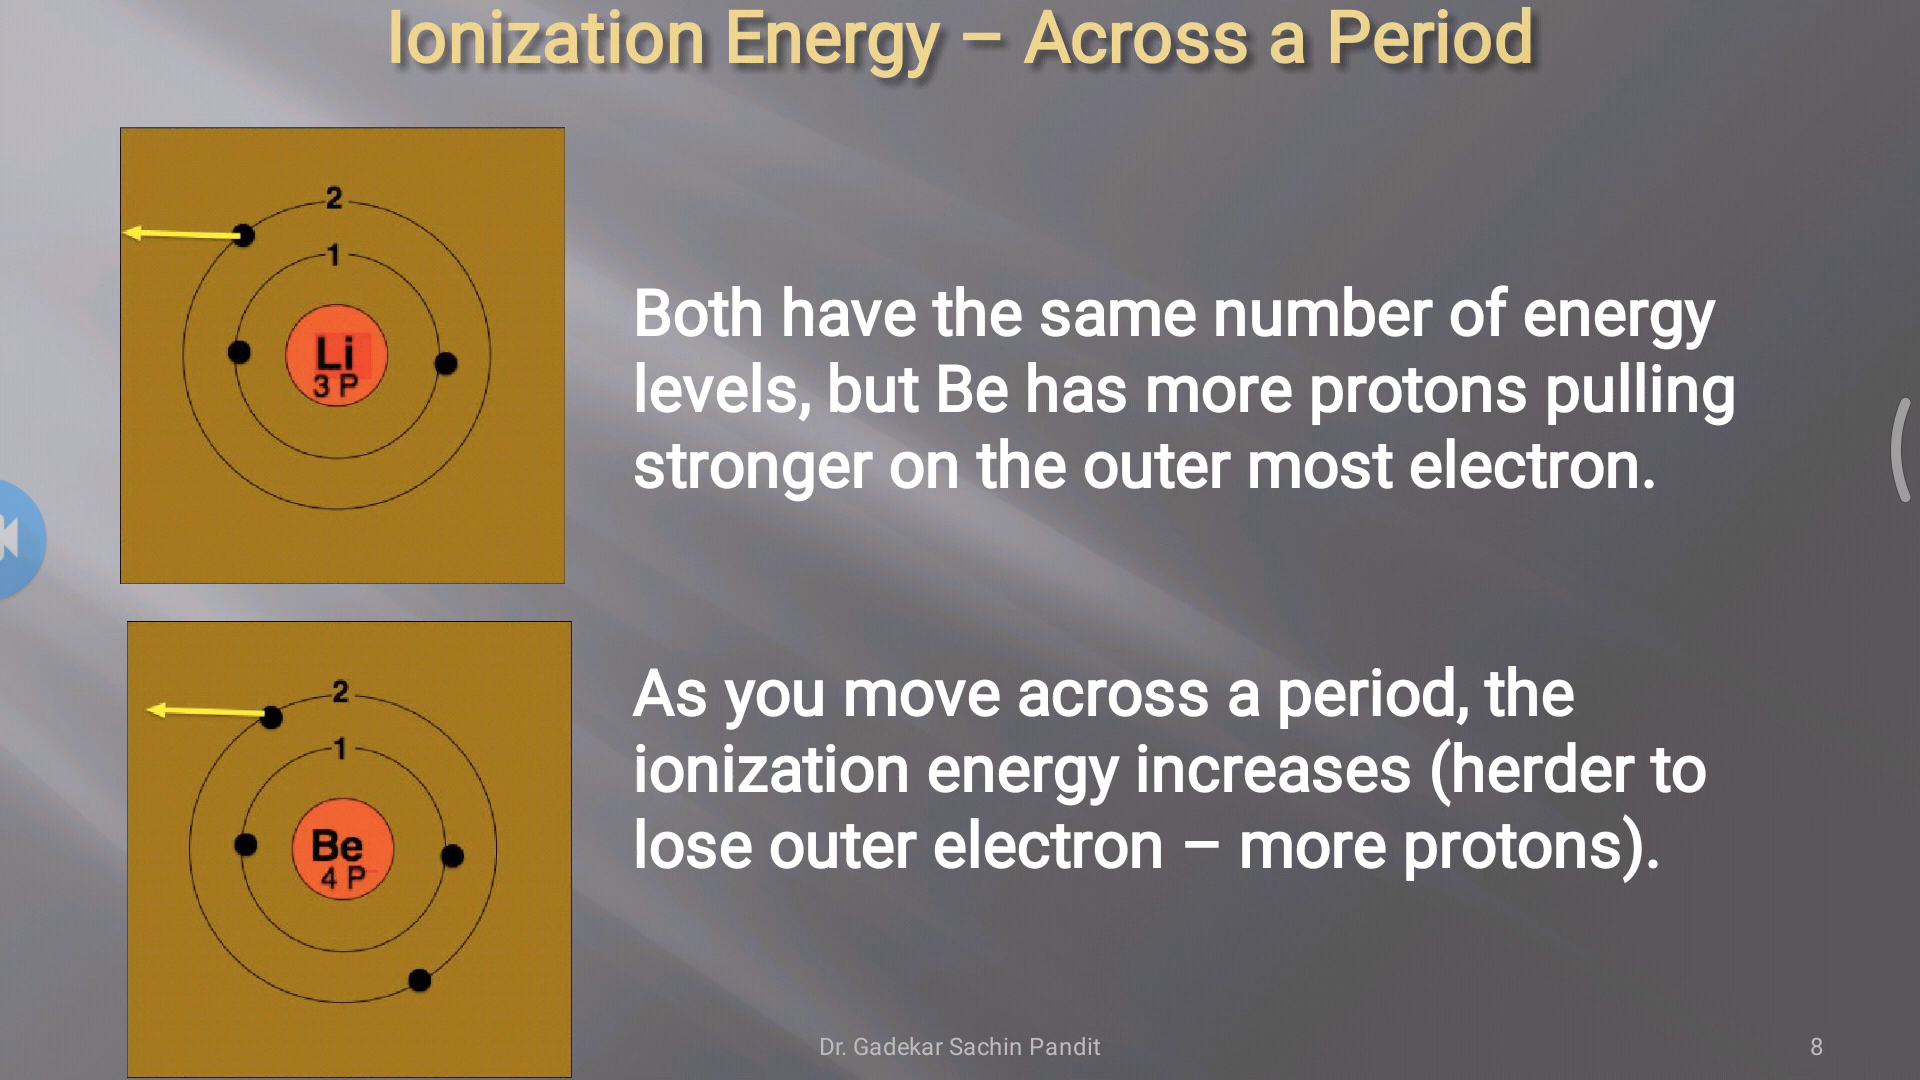 Ionization Energy – Across a Period
2
1
Li
3 P
Both have the same number of energy
levels, but Be has more protons pulling
stronger on the outer most electron.
2
1
Be
4 P
As you move across a period, the
ionization energy increases (herder to
lose outer electron – more protons).
Dr. Gadekar Sachin Pandit
8